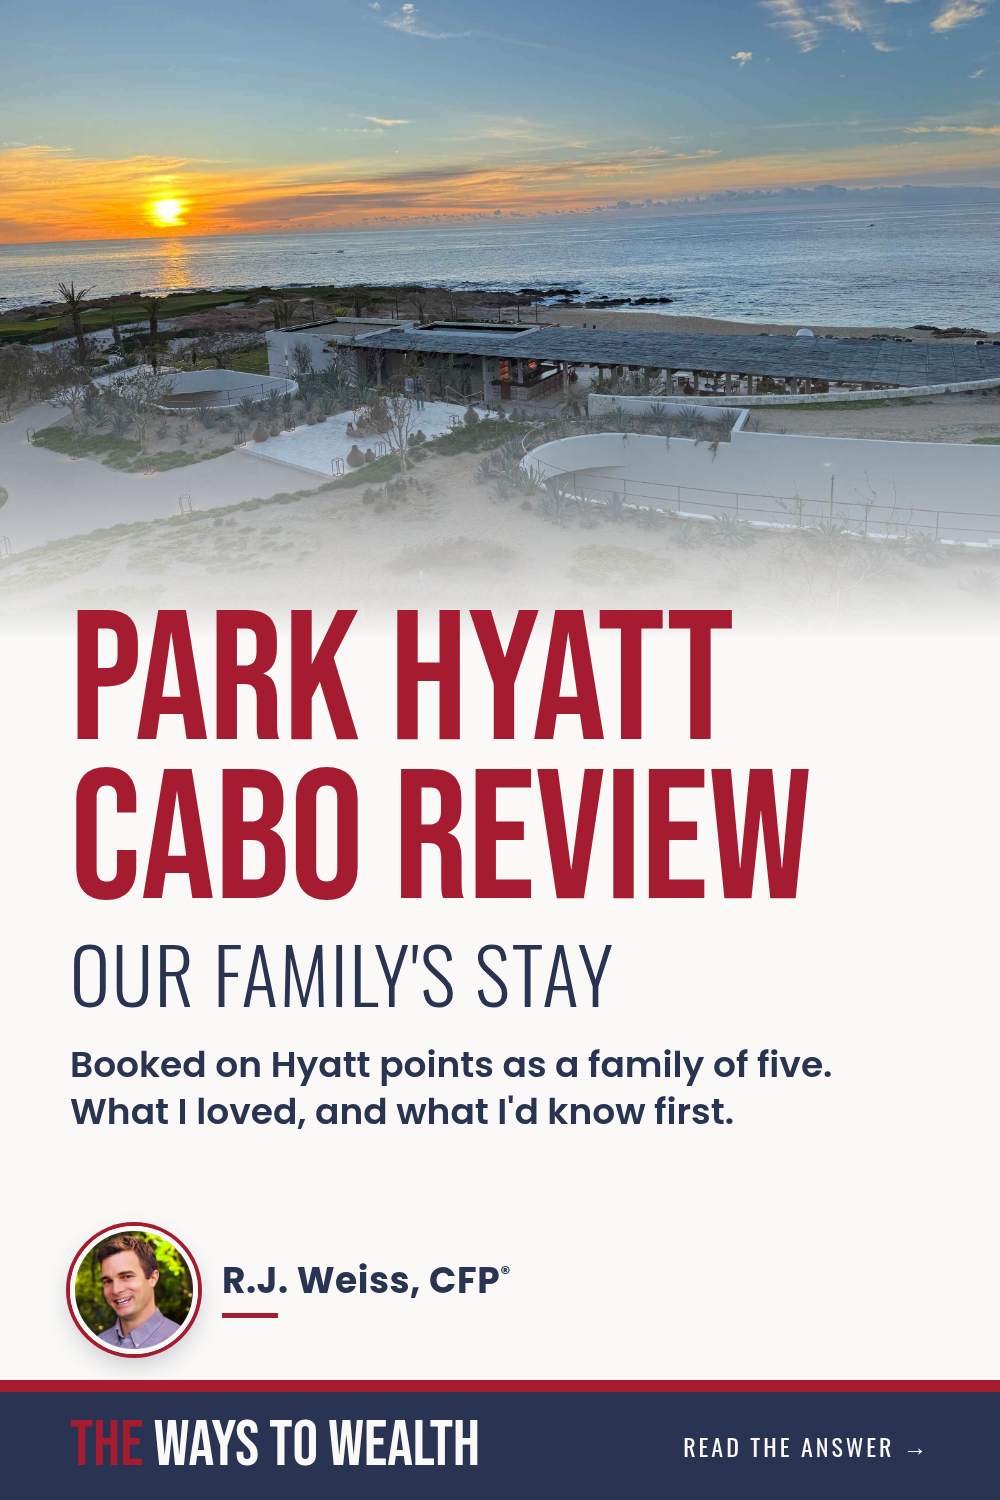 PARK HYATT
CABO REVIEW
OUR FAMILY'S STAY
Booked on Hyatt points as a family of five.
What I loved, and what I'd know first.
R.J. Weiss, CFP®
THE WAYS TO WEALTH
READ THE ANSWER →